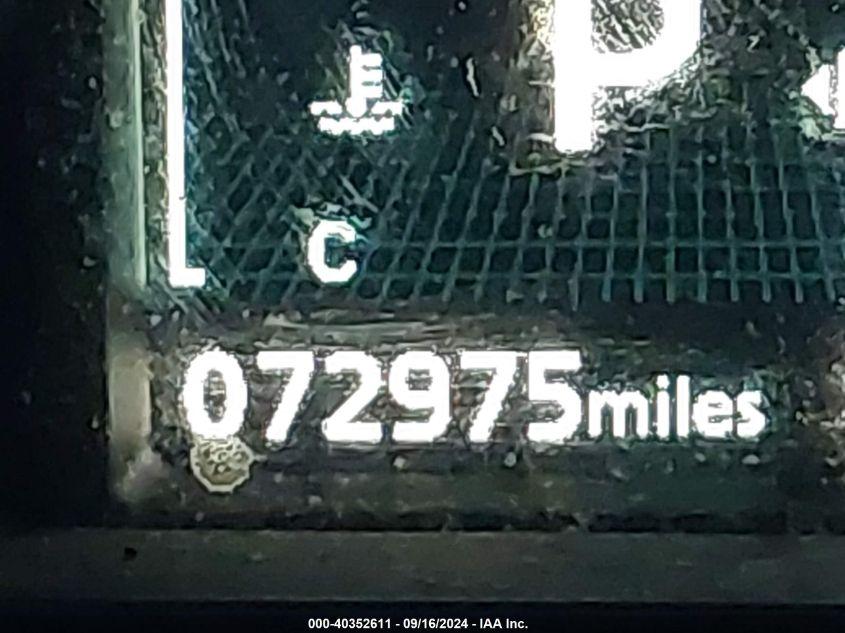 P
C
072975miles
000-40352611 - 09/16/2024 - IAA Inc.